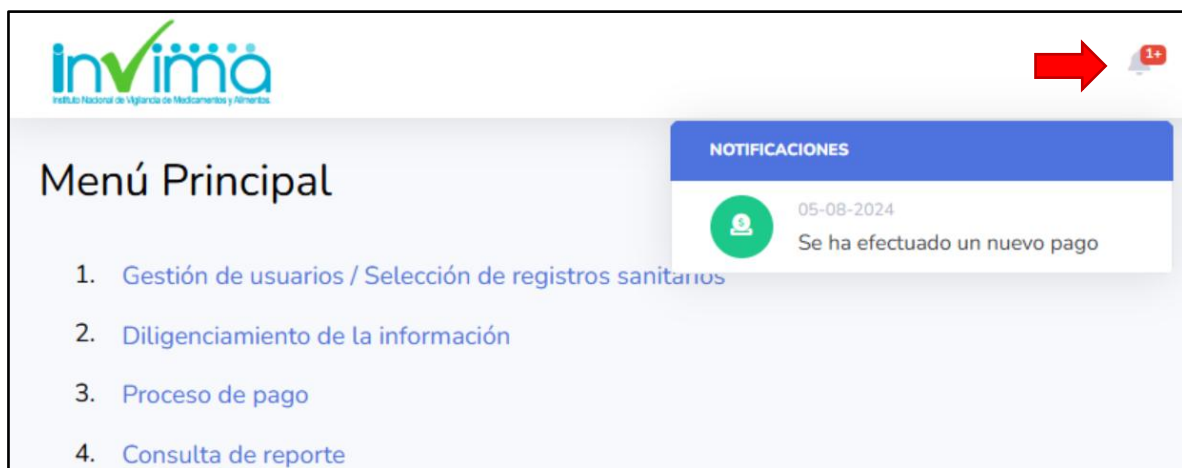 invima
Instituto Nacional de Vigilancia de Medicamentos y Alimentos
1+
NOTIFICACIONES
05-08-2024
Se ha efectuado un nuevo pago
Menú Principal
1. Gestión de usuarios / Selección de registros sanitarios
2. Diligenciamiento de la información
3. Proceso de pago
4. Consulta de reporte